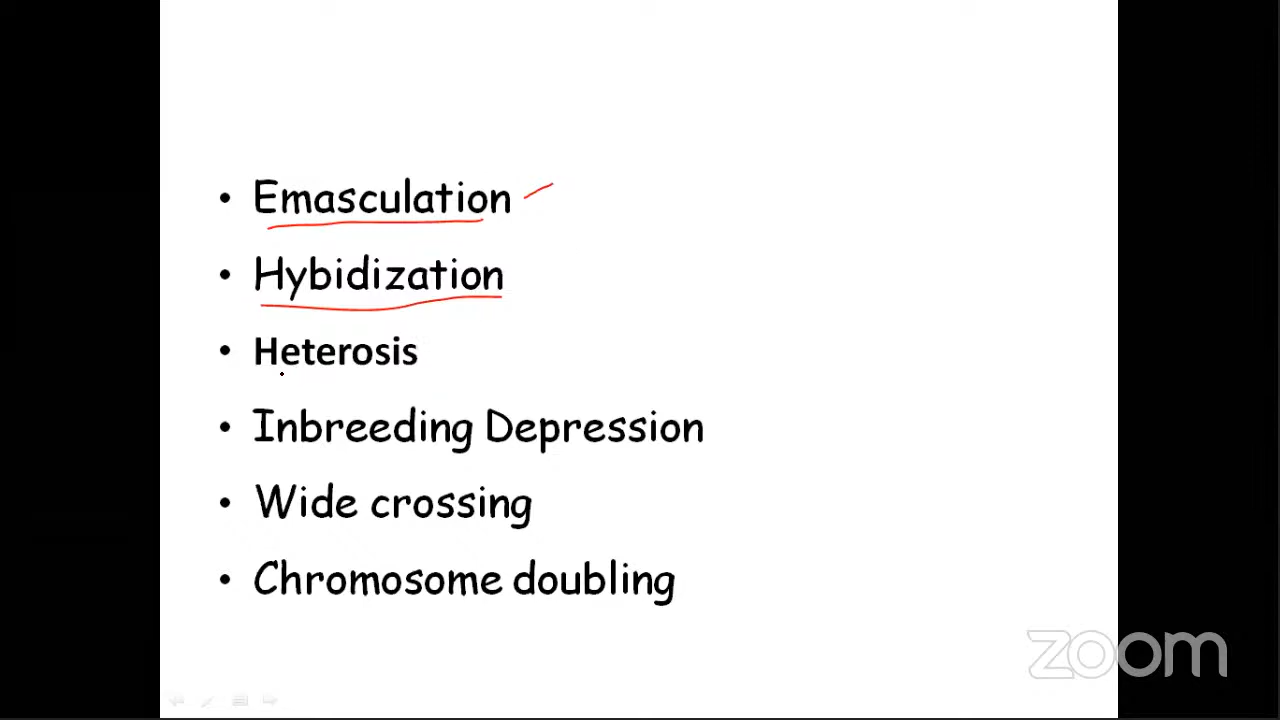 • Emasculation
• Hybidization
• Heterosis
• Inbreeding Depression
• Wide crossing
• Chromosome doubling
zoom